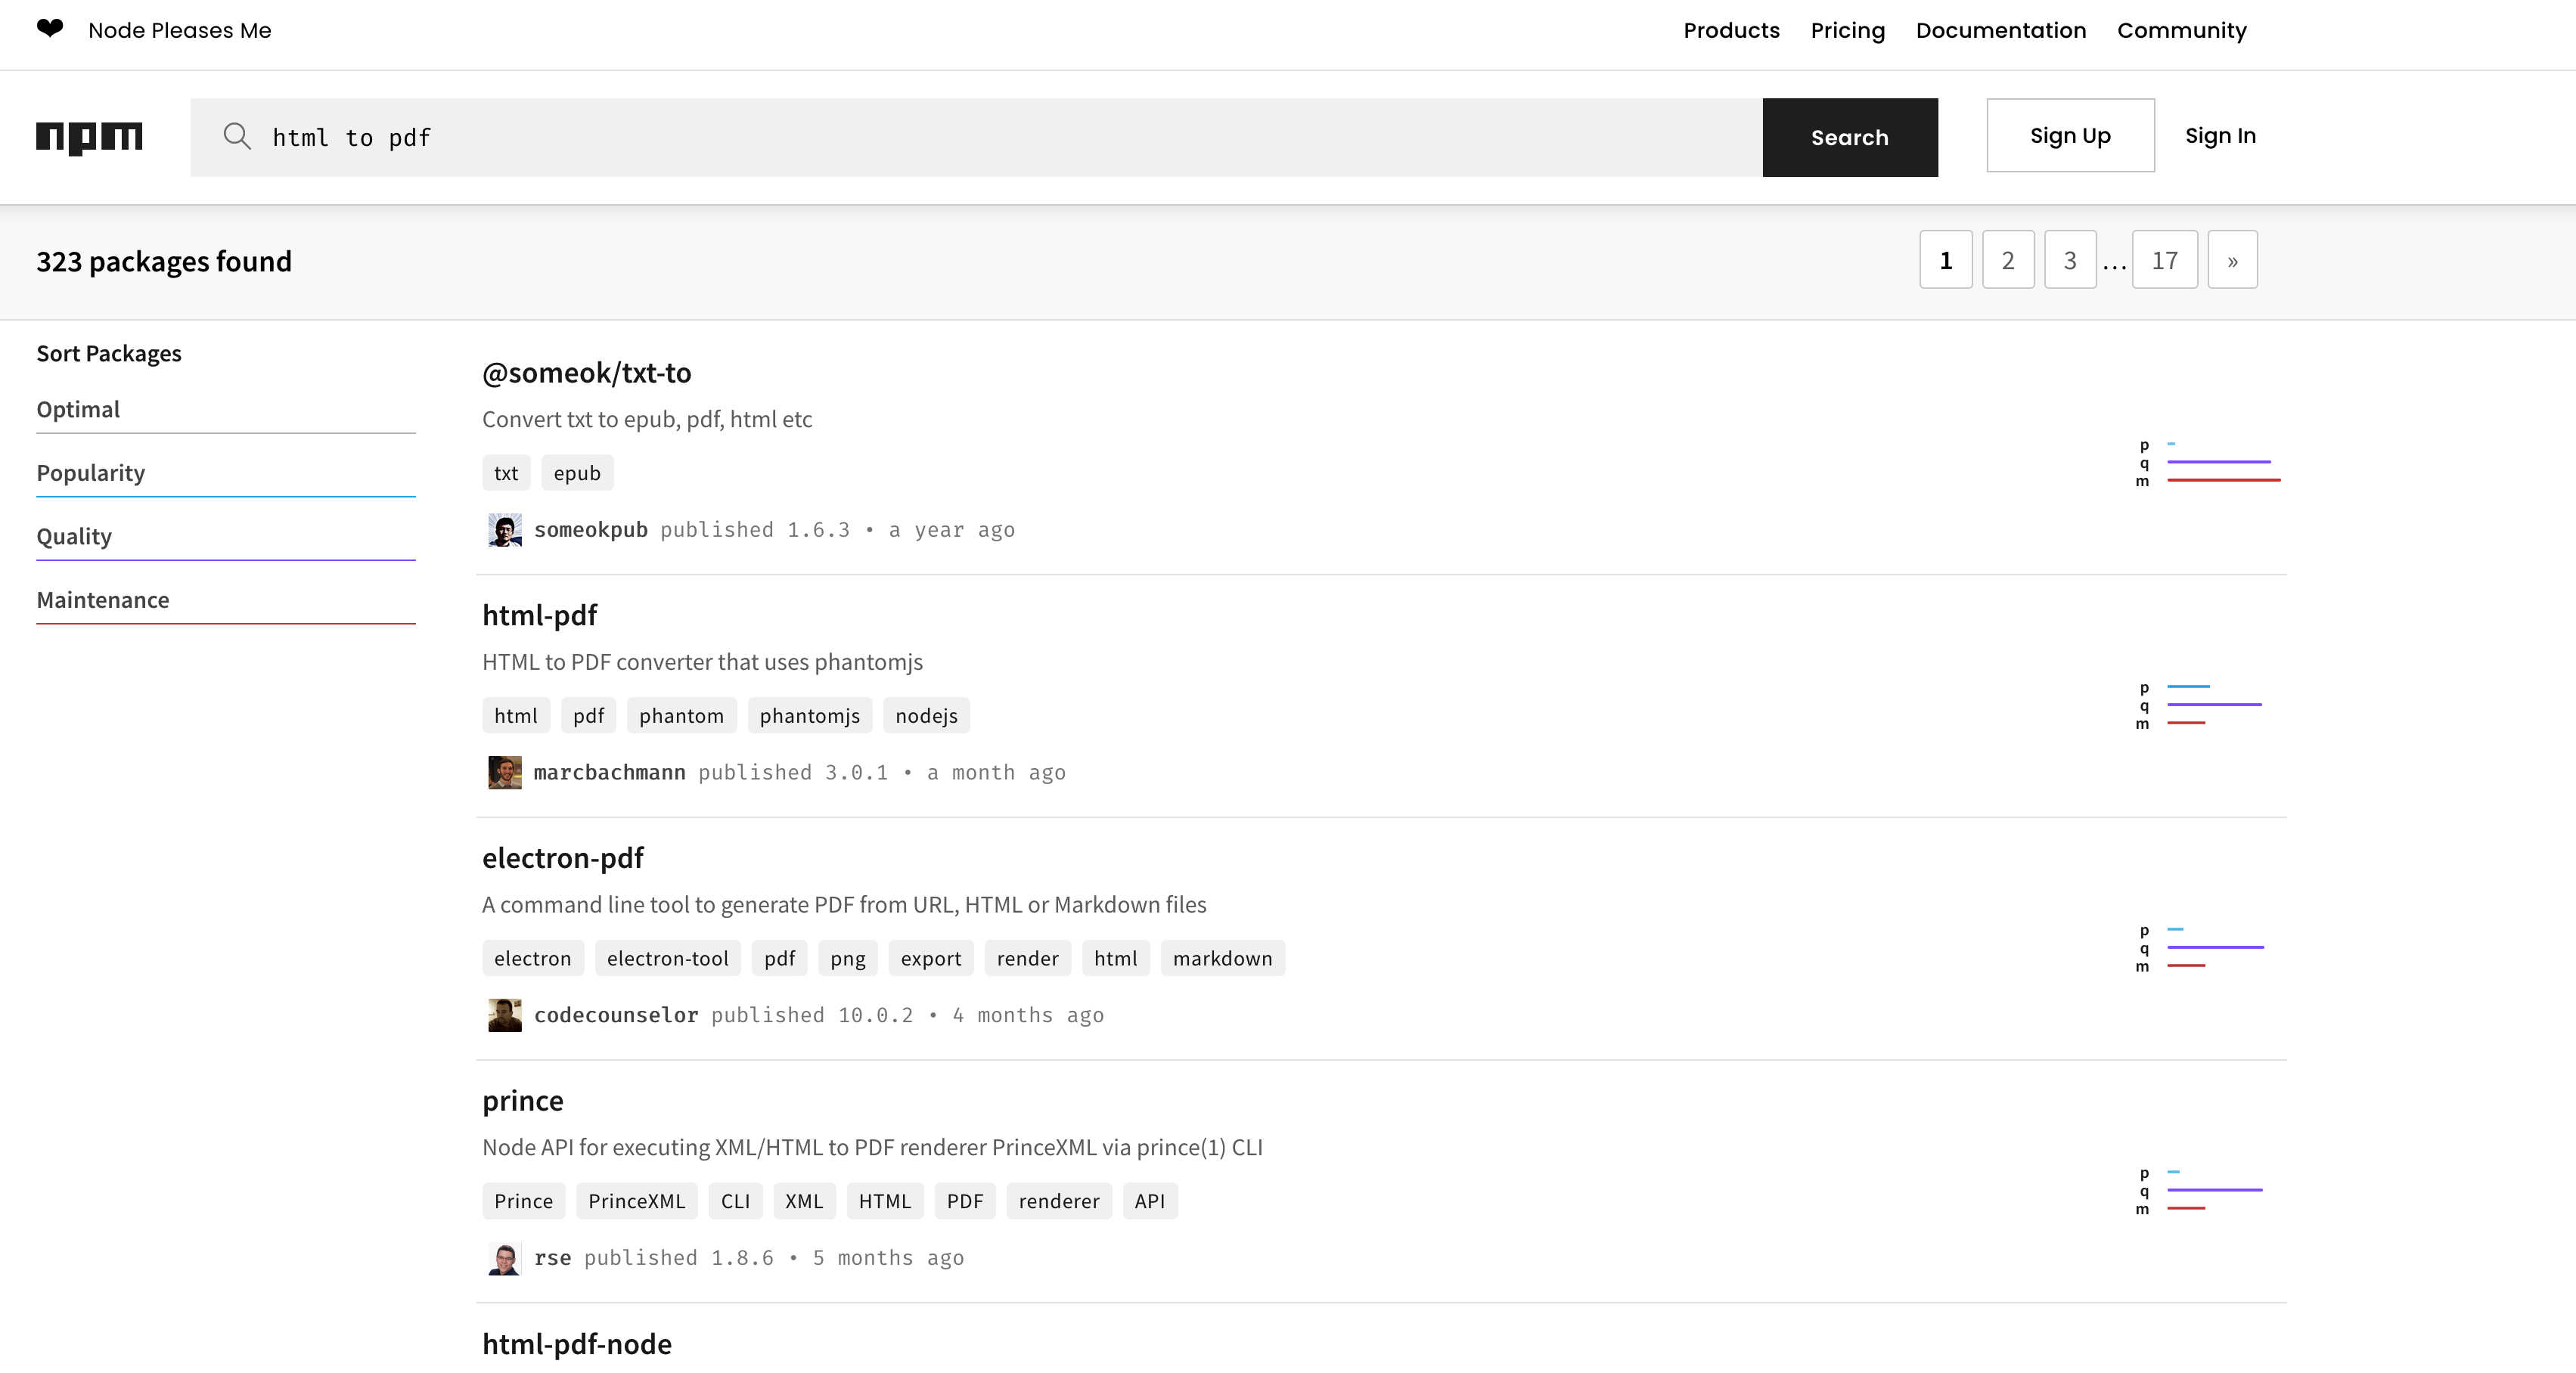 ❤ Node Pleases Me
Products Pricing Documentation Community
npm
html to pdf
Search
Sign Up
Sign In
323 packages found
1 2 3 … 17 »
Sort Packages
Optimal
Popularity
Quality
Maintenance
@someok/txt-to
Convert txt to epub, pdf, html etc
txt epub
someokpub published 1.6.3 • a year ago
p
q
m
html-pdf
HTML to PDF converter that uses phantomjs
html pdf phantom phantomjs nodejs
marcbachmann published 3.0.1 • a month ago
p
q
m
electron-pdf
A command line tool to generate PDF from URL, HTML or Markdown files
electron electron-tool pdf png export render html markdown
codecounselor published 10.0.2 • 4 months ago
p
q
m
prince
Node API for executing XML/HTML to PDF renderer PrinceXML via prince(1) CLI
Prince PrinceXML CLI XML HTML PDF renderer API
rse published 1.8.6 • 5 months ago
p
q
m
html-pdf-node